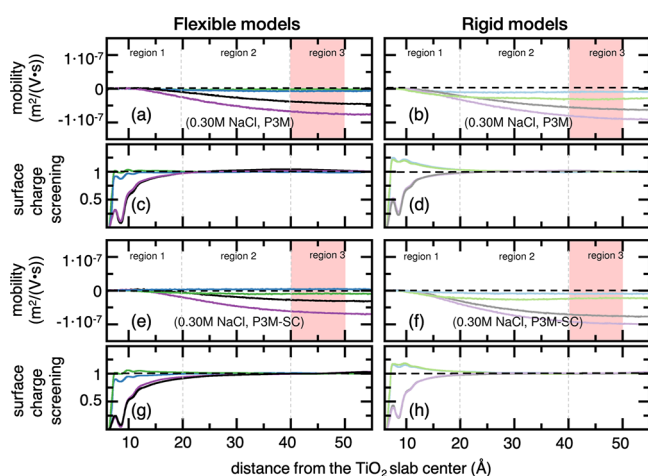 Flexible models Rigid models
region 1 region 2 region 3 region 1 region 2 region 3
mobility
(m²/(V•s)
1·10⁻⁷
0
-1·10⁻⁷
(a) (0.30M NaCl, P3M) (b) (0.30M NaCl, P3M)
surface
charge
screening
1
0.5
(c) (d)
region 1 region 2 region 3 region 1 region 2 region 3
mobility
(m²/(V•s)
1·10⁻⁷
0
-1·10⁻⁷
(e) (0.30M NaCl, P3M-SC) (f) (0.30M NaCl, P3M-SC)
surface
charge
screening
1
0.5
(g) (h)
10 20 30 40 50 10 20 30 40 50
distance from the TiO₂ slab center (Å)